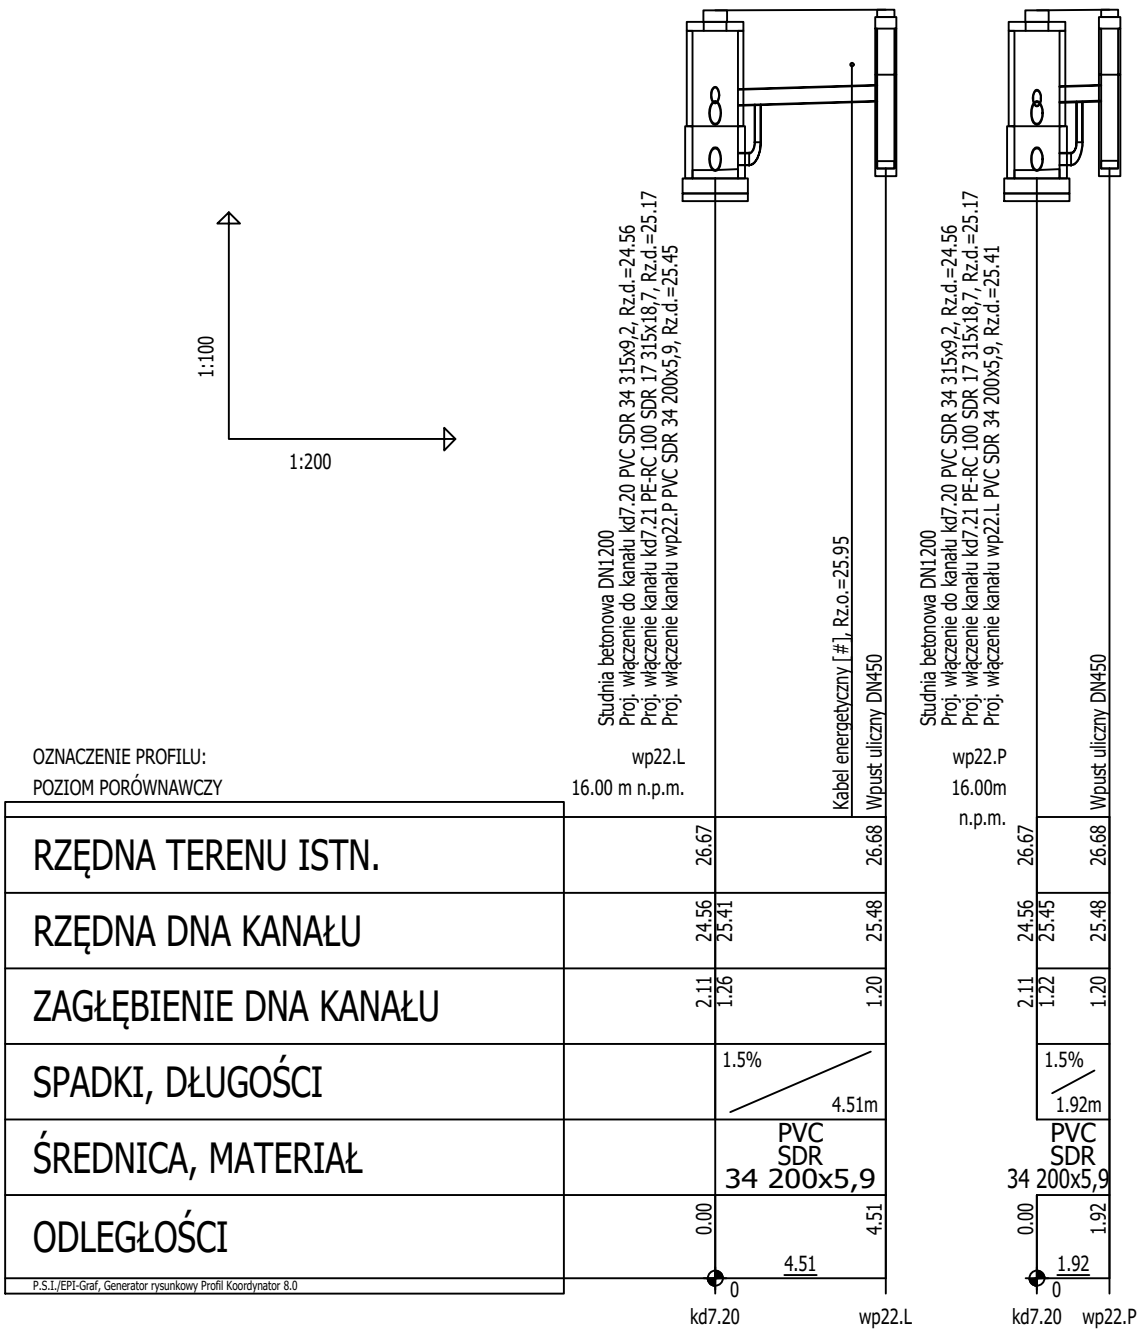 1:100
1:200
Studnia betonowa DN1200
Proj. włączenie do kanału kd7.20 PVC SDR 34 315x9,2, Rz.d.=24.56
Proj. włączenie kanału kd7.21 PE-RC 100 SDR 17 315x18,7, Rz.d.=25.17
Proj. włączenie kanału wp22.P PVC SDR 34 200x5,9, Rz.d.=25.45
Kabel energetyczny [#], Rz.o.=25.95
Wpust uliczny DN450
Studnia betonowa DN1200
Proj. włączenie do kanału kd7.20 PVC SDR 34 315x9,2, Rz.d.=24.56
Proj. włączenie kanału kd7.21 PE-RC 100 SDR 17 315x18,7, Rz.d.=25.17
Proj. włączenie kanału wp22.L PVC SDR 34 200x5,9, Rz.d.=25.41
Wpust uliczny DN450
OZNACZENIE PROFILU: wp22.L wp22.P
POZIOM PORÓWNAWCZY 16.00 m n.p.m. 16.00m
n.p.m.
RZĘDNA TERENU ISTN. 26.67 26.68 26.67 26.68
RZĘDNA DNA KANAŁU 24.56 25.41 25.48 24.56 25.45 25.48
ZAGŁĘBIENIE DNA KANAŁU 2.11 1.26 1.20 2.11 1.22 1.20
SPADKI, DŁUGOŚCI 1.5% 4.51m 1.5% 1.92m
ŚREDNICA, MATERIAŁ
PVC
SDR
34 200x5,9
PVC
SDR
34 200x5,9
ODLEGŁOŚCI 0.00 4.51 4.51 0.00 1.92 1.92
P.S.I./EPI-Graf, Generator rysunkowy Profil Koordynator 8.0
0 0
kd7.20 wp22.L kd7.20 wp22.P